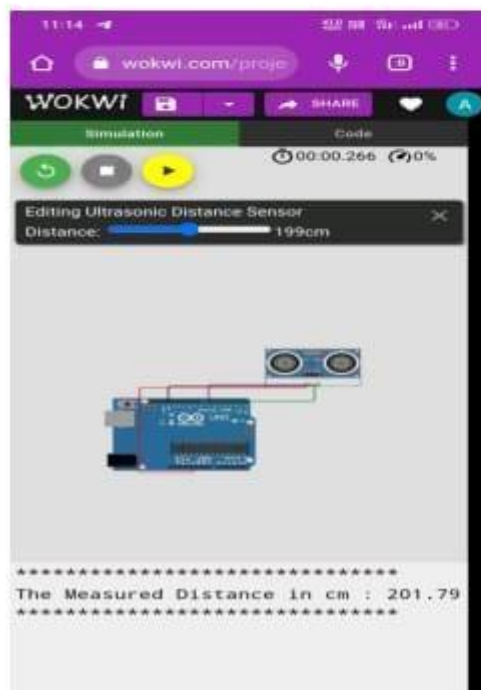 11:14
wokwi.com/proje
WOKWI
SHARE
A
Simulation
Code
00:00.266
0%
Editing Ultrasonic Distance Sensor
Distance:
199cm
*******************************
The Measured Distance in cm : 201.79
*******************************